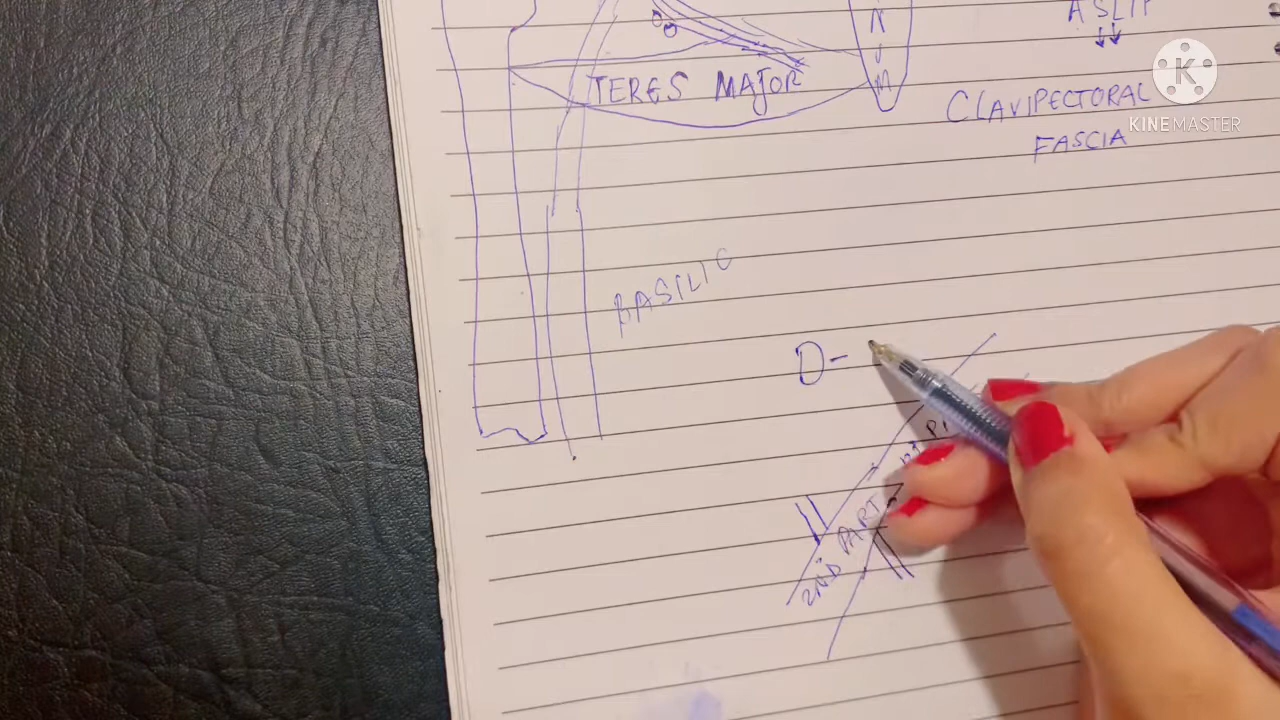 A SLIP
TERES MAJOR
CLAVIPECTORAL
FASCIA
K
KINEMASTER
BASILIC
D-
2ND PART